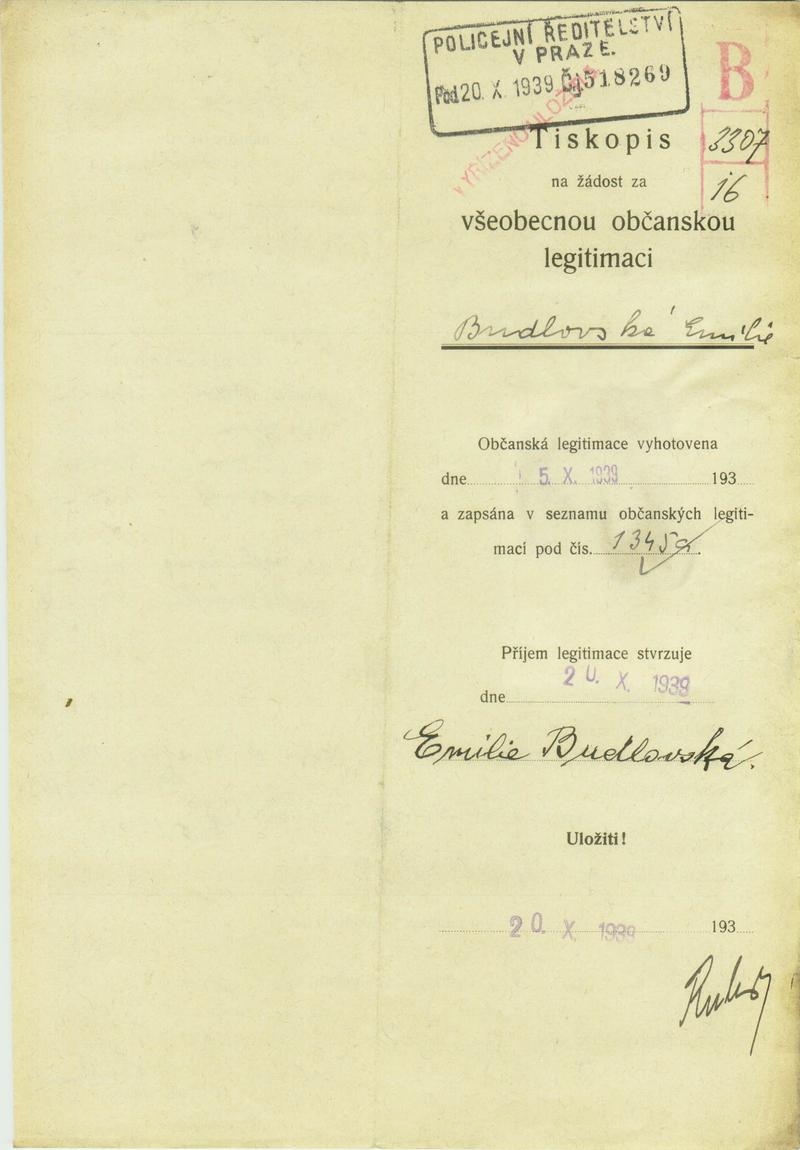 POLICEJNÍ ŘEDITELSTVÍ
V PRAZE.
Pod 20. X. 1939 Čj 518269
VYŘÍZENO ULOŽENO
B
3307
16
Tiskopis
na žádost za
všeobecnou občanskou
legitimaci
Budlovská Emilie
Občanská legitimace vyhotovena
dne 5. X. 1939 193
a zapsána v seznamu občanských legiti-
mací pod čís. 1345
Příjem legitimace stvrzuje
dne 20. X. 1939
Emilie Budlovská.
Uložiti!
20. X. 1939 193